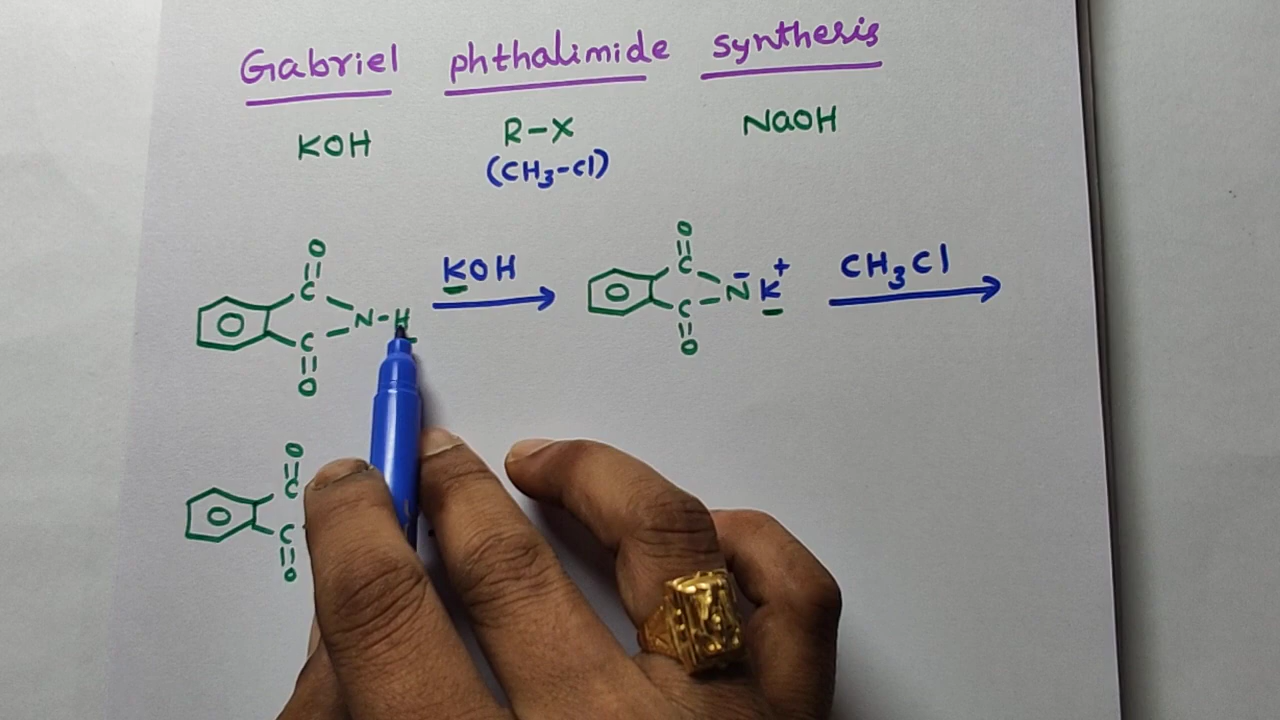 Gabriel phthalimide synthesis
KOH R-X NaOH
(CH₃-Cl)
O O
C KOH C CH₃Cl
N-H N⁻ K⁺
C C
O O
O
C
C
O